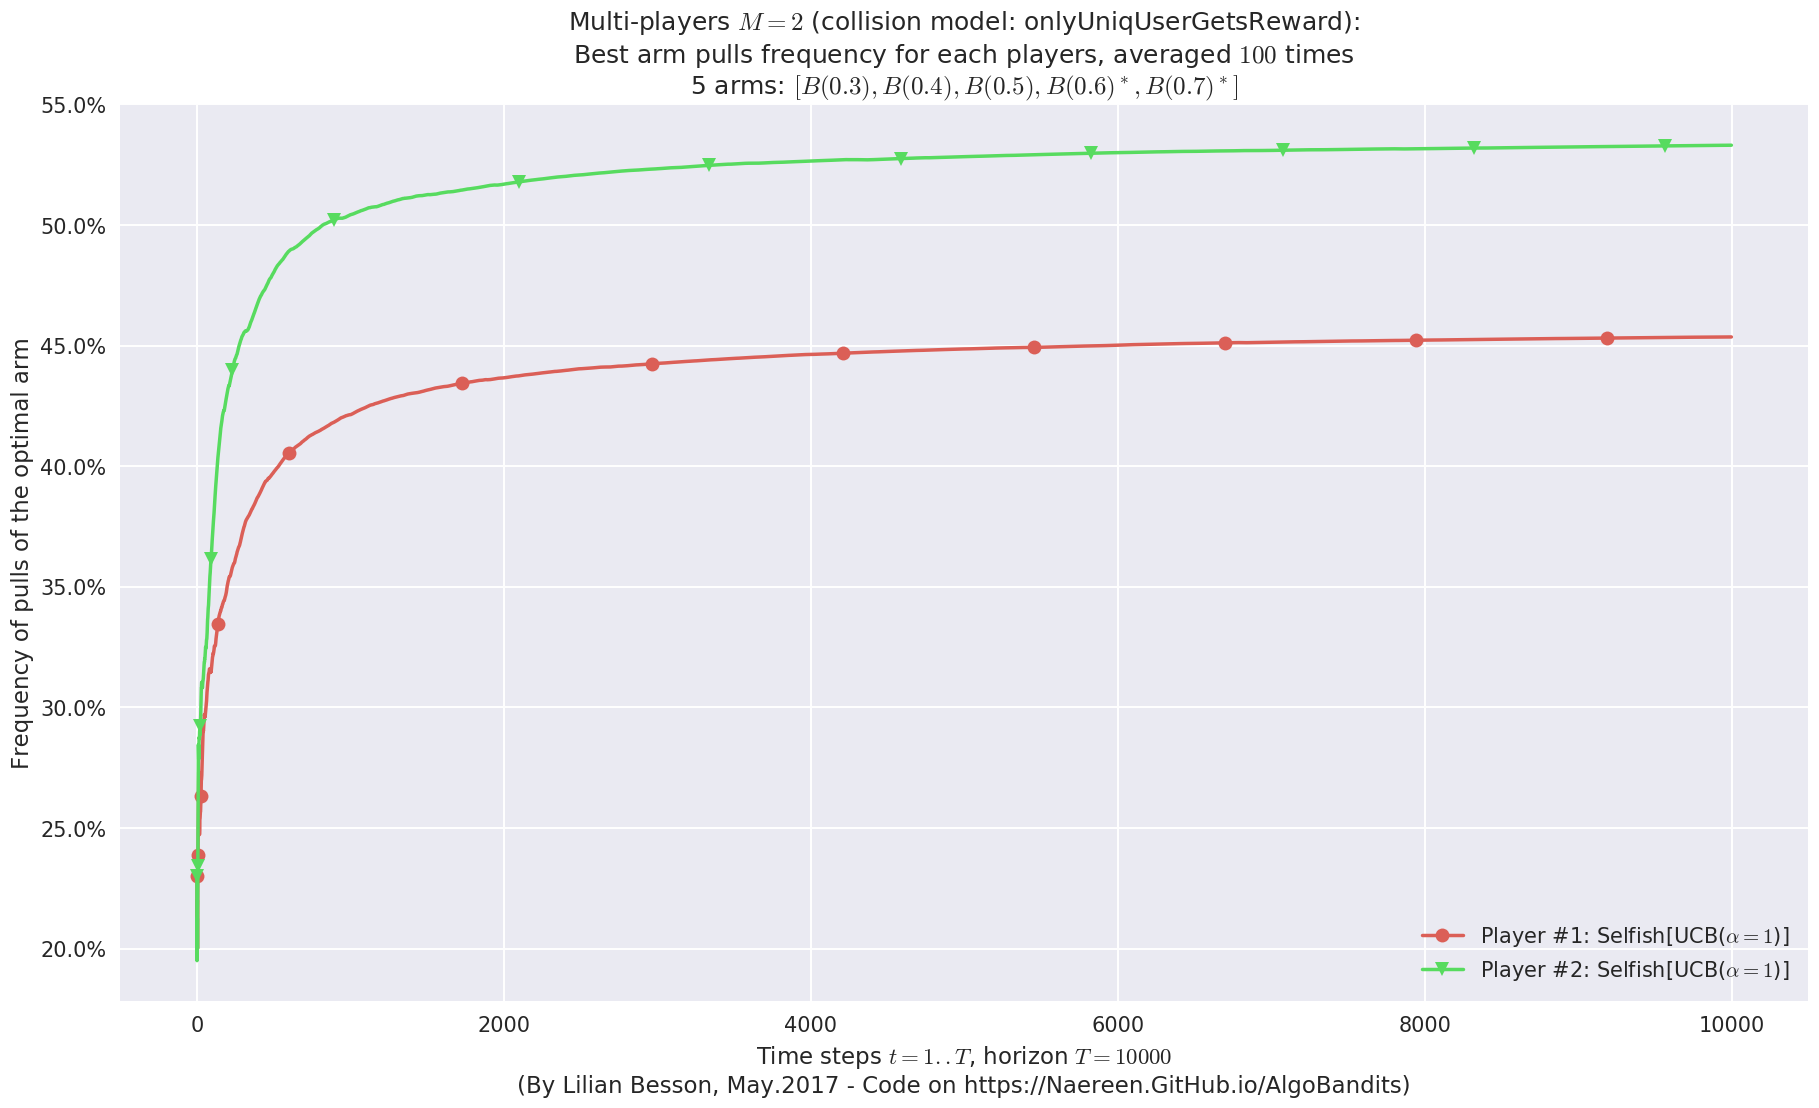 Multi-players M = 2 (collision model: onlyUniqUserGetsReward):
Best arm pulls frequency for each players, averaged 100 times
5 arms: [B(0.3), B(0.4), B(0.5), B(0.6)*, B(0.7)*]
55.0%
50.0%
45.0%
40.0%
35.0%
30.0%
25.0%
20.0%
Frequency of pulls of the optimal arm
Player #1: Selfish[UCB(α = 1)]
Player #2: Selfish[UCB(α = 1)]
0 2000 4000 6000 8000 10000
Time steps t = 1..T, horizon T = 10000
(By Lilian Besson, May.2017 - Code on https://Naereen.GitHub.io/AlgoBandits)